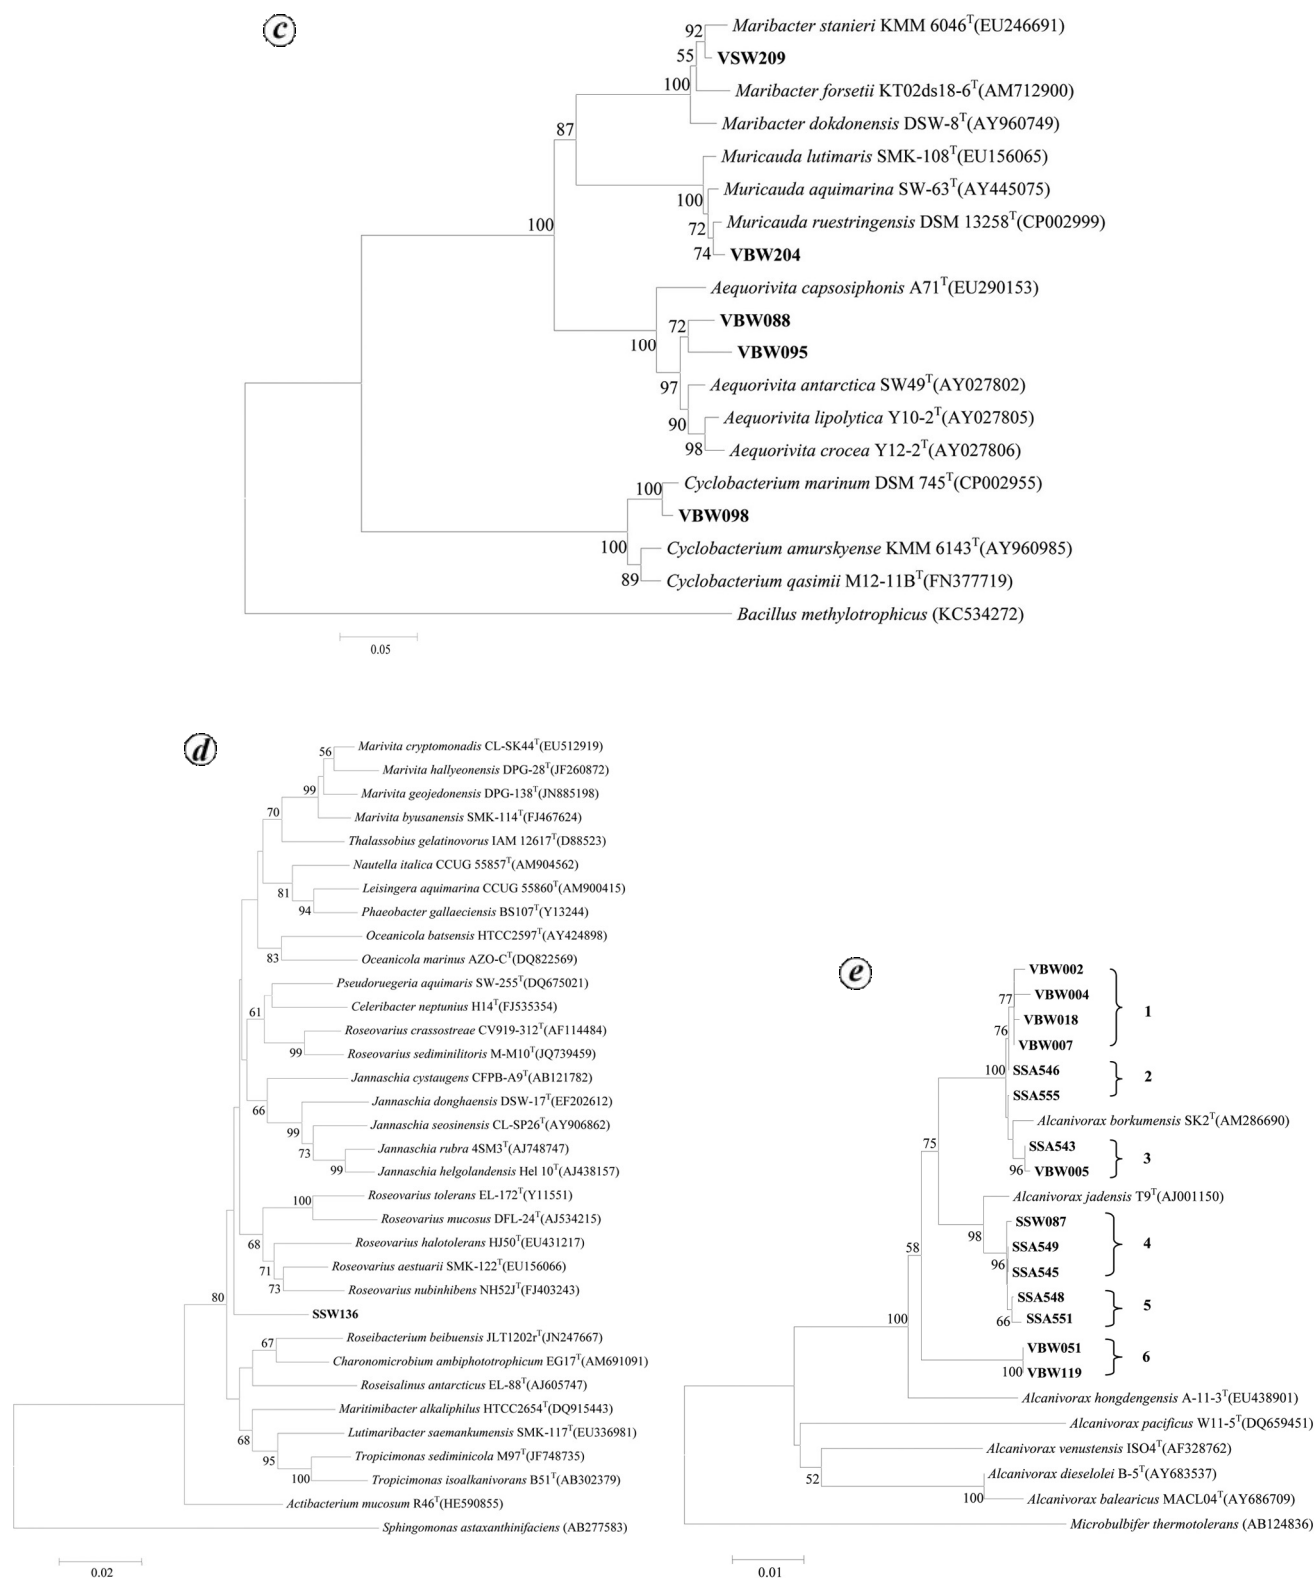 c
92
Maribacter stanieri KMM 6046T(EU246691)
55
VSW209
100
Maribacter forsetii KT02ds18-6T(AM712900)
Maribacter dokdonensis DSW-8T(AY960749)
87
Muricauda lutimaris SMK-108T(EU156065)
Muricauda aquimarina SW-63T(AY445075)
100
Muricauda ruestringensis DSM 13258T(CP002999)
100
72
74
VBW204
Aequorivita capsosiphonis A71T(EU290153)
72
VBW088
100
VBW095
97
Aequorivita antarctica SW49T(AY027802)
90
Aequorivita lipolytica Y10-2T(AY027805)
98
Aequorivita crocea Y12-2T(AY027806)
100
Cyclobacterium marinum DSM 745T(CP002955)
VBW098
100
Cyclobacterium amurskyense KMM 6143T(AY960985)
89
Cyclobacterium qasimii M12-11BT(FN377719)
Bacillus methylotrophicus (KC534272)
0.05
d
56
Marivita cryptomonadis CL-SK44T(EU512919)
Marivita hallyeonensis DPG-28T(JF260872)
99
Marivita geojedonensis DPG-138T(JN885198)
70
Marivita byusanensis SMK-114T(FJ467624)
Thalassobius gelatinovorus IAM 12617T(D88523)
Nautella italica CCUG 55857T(AM904562)
81
Leisingera aquimarina CCUG 55860T(AM900415)
94
Phaeobacter gallaeciensis BS107T(Y13244)
Oceanicola batsensis HTCC2597T(AY424898)
83
Oceanicola marinus AZO-CT(DQ822569)
Pseudoruegeria aquimaris SW-255T(DQ675021)
61
Celeribacter neptunius H14T(FJ535354)
Roseovarius crassostreae CV919-312T(AF114484)
99
Roseovarius sediminilitoris M-M10T(JQ739459)
Jannaschia cystaugens CFPB-A9T(AB121782)
66
Jannaschia donghaensis DSW-17T(EF202612)
99
Jannaschia seosinensis CL-SP26T(AY906862)
73
Jannaschia rubra 4SM3T(AJ748747)
99
Jannaschia helgolandensis Hel 10T(AJ438157)
100
Roseovarius tolerans EL-172T(Y11551)
Roseovarius mucosus DFL-24T(AJ534215)
68
Roseovarius halotolerans HJ50T(EU431217)
71
Roseovarius aestuarii SMK-122T(EU156066)
73
Roseovarius nubinhibens NH52JT(FJ403243)
80
SSW136
67
Roseibacterium beibuensis JLT1202rT(JN247667)
Charonomicrobium ambiphototrophicum EG17T(AM691091)
Roseisalinus antarcticus EL-88T(AJ605747)
Maritimibacter alkaliphilus HTCC2654T(DQ915443)
68
Lutimaribacter saemankumensis SMK-117T(EU336981)
95
Tropicimonas sediminicola M97T(JF748735)
100
Tropicimonas isoalkanivorans B51T(AB302379)
Actibacterium mucosum R46T(HE590855)
Sphingomonas astaxanthinifaciens (AB277583)
0.02
e
VBW002
77
VBW004
1
76
VBW018
VBW007
100
SSA546
2
SSA555
Alcanivorax borkumensis SK2T(AM286690)
75
SSA543
3
96
VBW005
Alcanivorax jadensis T9T(AJ001150)
98
SSW087
4
58
SSA549
96
SSA545
SSA548
5
66
SSA551
100
VBW051
6
100
VBW119
Alcanivorax hongdengensis A-11-3T(EU438901)
Alcanivorax pacificus W11-5T(DQ659451)
Alcanivorax venustensis ISO4T(AF328762)
52
Alcanivorax dieselolei B-5T(AY683537)
100
Alcanivorax balearicus MACL04T(AY686709)
Microbulbifer thermotolerans (AB124836)
0.01